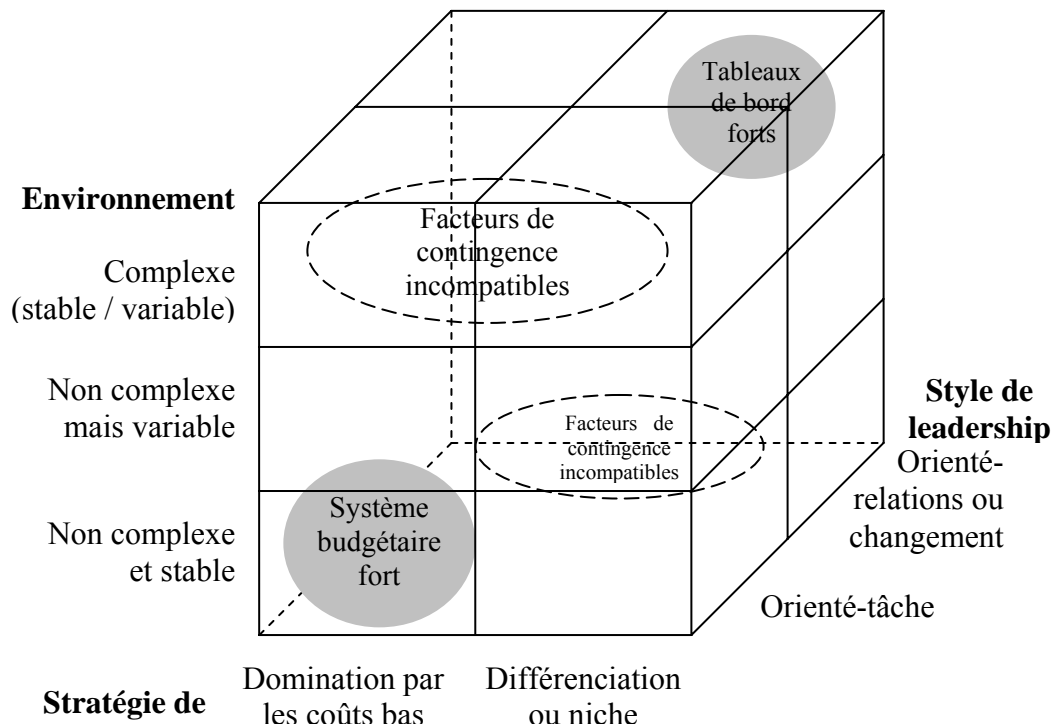 Tableaux
de bord
forts
Environnement
Facteurs de
contingence
incompatibles
Complexe
(stable / variable)
Non complexe
mais variable
Facteurs de
contingence
incompatibles
Style de
leadership
Orienté-
relations ou
changement
Système
budgétaire
fort
Non complexe
et stable
Orienté-tâche
Stratégie de
Domination par
les coûts bas
Différenciation
ou niche